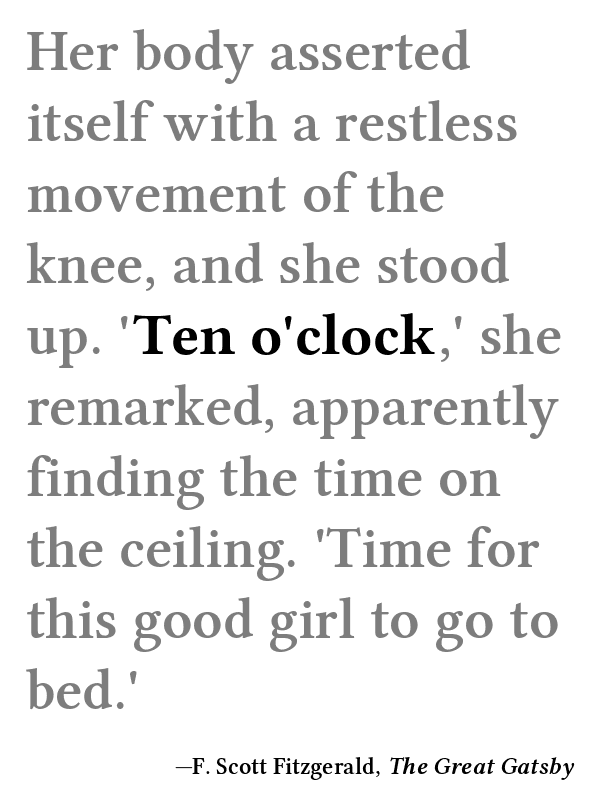 Her body asserted
itself with a restless
movement of the
knee, and she stood
up. 'Ten o'clock,' she
remarked, apparently
finding the time on
the ceiling. 'Time for
this good girl to go to
bed.'
—F. Scott Fitzgerald, The Great Gatsby